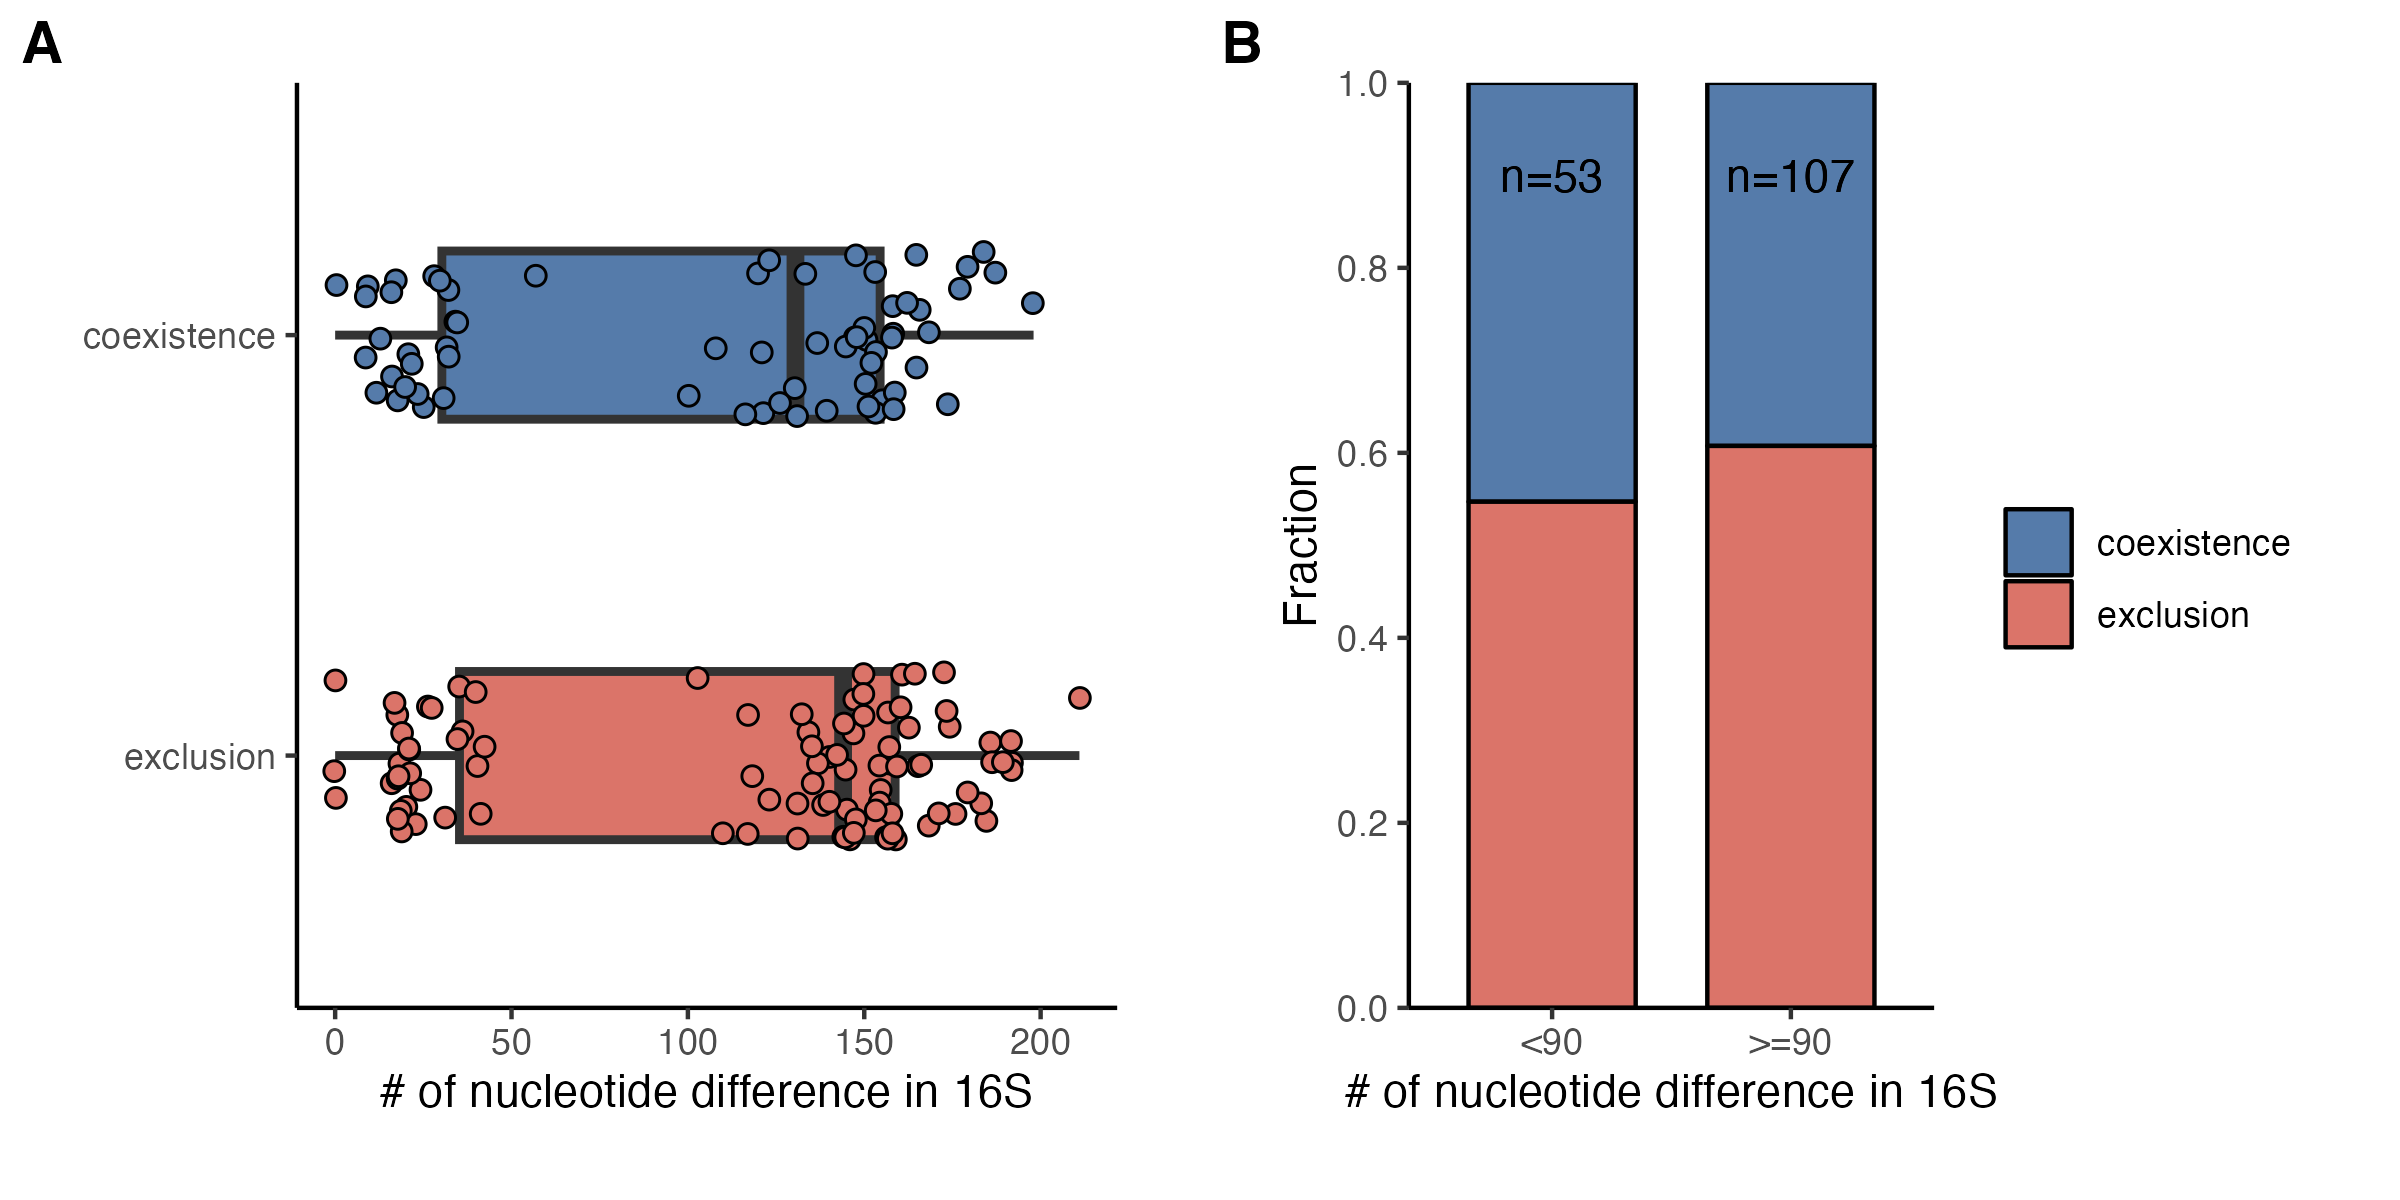 A
coexistence
exclusion
0 50 100 150 200
# of nucleotide difference in 16S
B
Fraction
1.0
0.8
0.6
0.4
0.2
0.0
n=53 n=107
<90 >=90
# of nucleotide difference in 16S
coexistence
exclusion